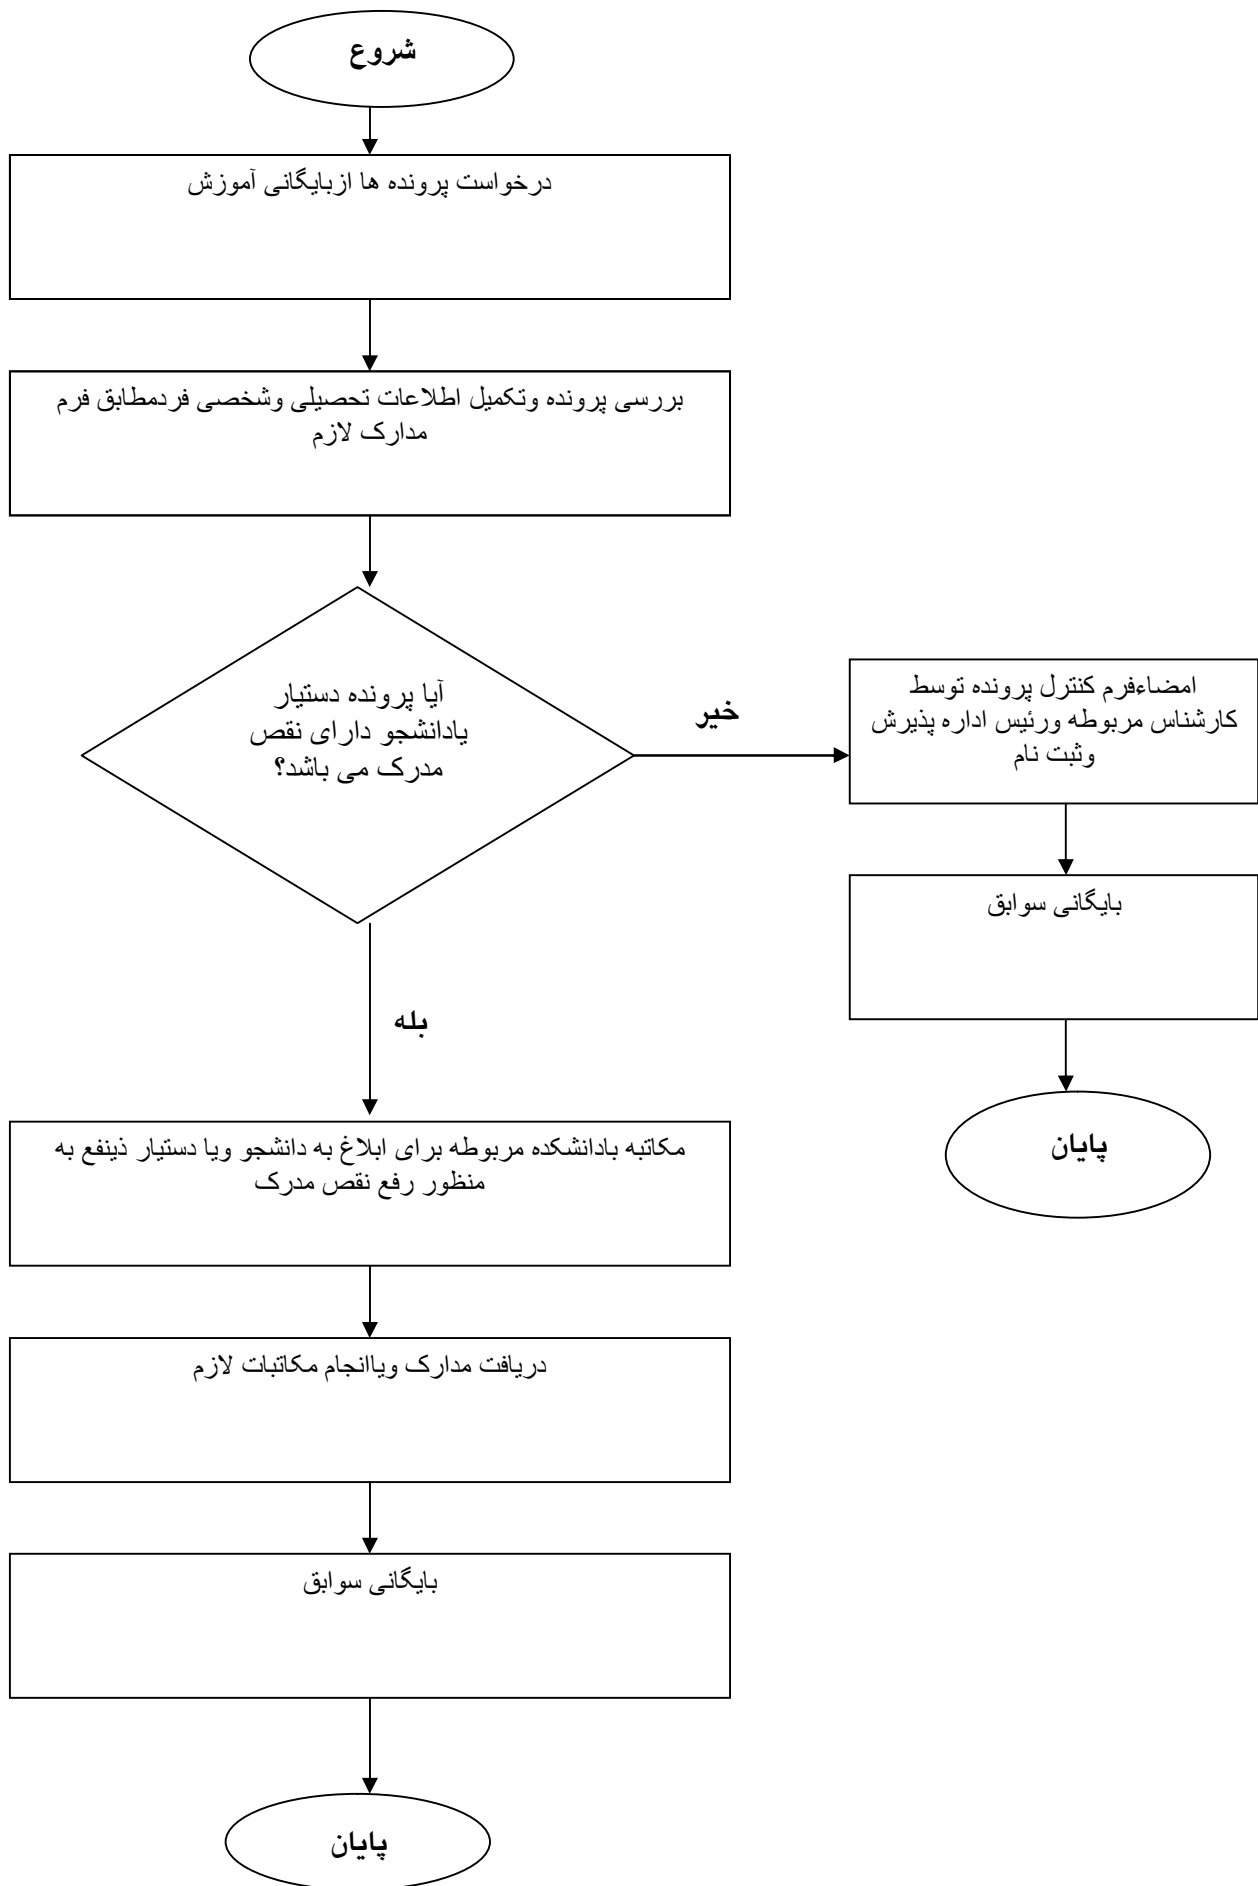 شروع
درخواست پرونده ها ازبایگانی آموزش
بررسی پرونده وتکمیل اطلاعات تحصیلی وشخصی فردمطابق فرم
مدارک لازم
آیا پرونده دستیار
یادانشجو دارای نقص
مدرک می باشد؟
خیر
امضاءفرم کنترل پرونده توسط
کارشناس مربوطه ورئیس اداره پذیرش
وثبت نام
بایگانی سوابق
پایان
بله
مکاتبه بادانشکده مربوطه برای ابلاغ به دانشجو ویا دستیار ذینفع به
منظور رفع نقص مدرک
دریافت مدارک ویاانجام مکاتبات لازم
بایگانی سوابق
پایان